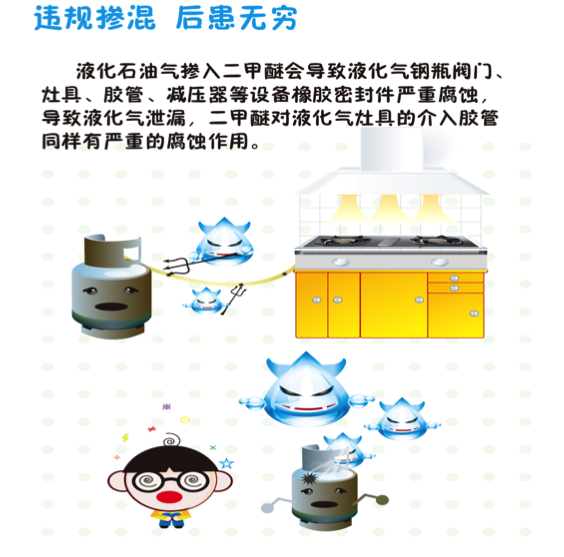 违规掺混 后患无穷
液化石油气掺入二甲醚会导致液化气钢瓶阀门、
灶具、胶管、减压器等设备橡胶密封件严重腐蚀，
导致液化气泄漏，二甲醚对液化气灶具的介入胶管
同样有严重的腐蚀作用。